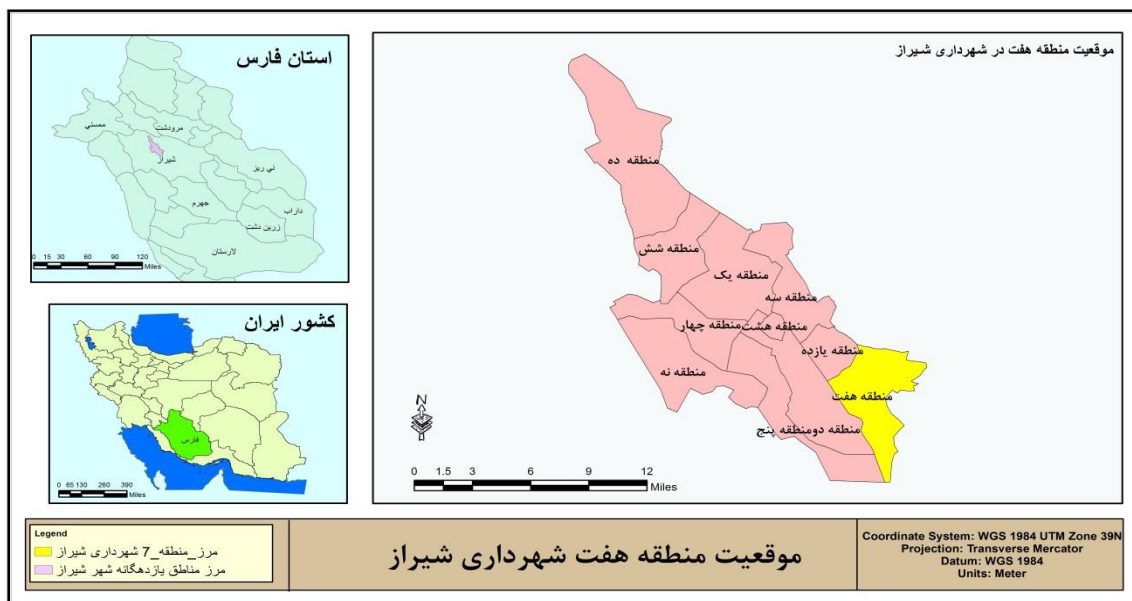 استان فارس
ممسني
مرودشت
شیراز
ني ریز
جهرم
داراب
زرین دشت
لارستان
0 15 30 60 90 120
Miles
کشور ایران
فارس
0 65 130 260 390
Miles
موقعیت منطقه هفت در شهرداری شیراز
منطقه ده
منطقه شش
منطقه یک
منطقه سه
منطقه چهار
منطقه هشت
منطقه یازده
منطقه نه
منطقه هفت
منطقه دو
منطقه پنج
N
0 1.5 3 6 9 12
Miles
Legend
مرز_منطقه_7 شهرداری شیراز
مرز مناطق یازدهگانه شهر شیراز
موقعیت منطقه هفت شهرداری شیراز
Coordinate System: WGS 1984 UTM Zone 39N
Projection: Transverse Mercator
Datum: WGS 1984
Units: Meter